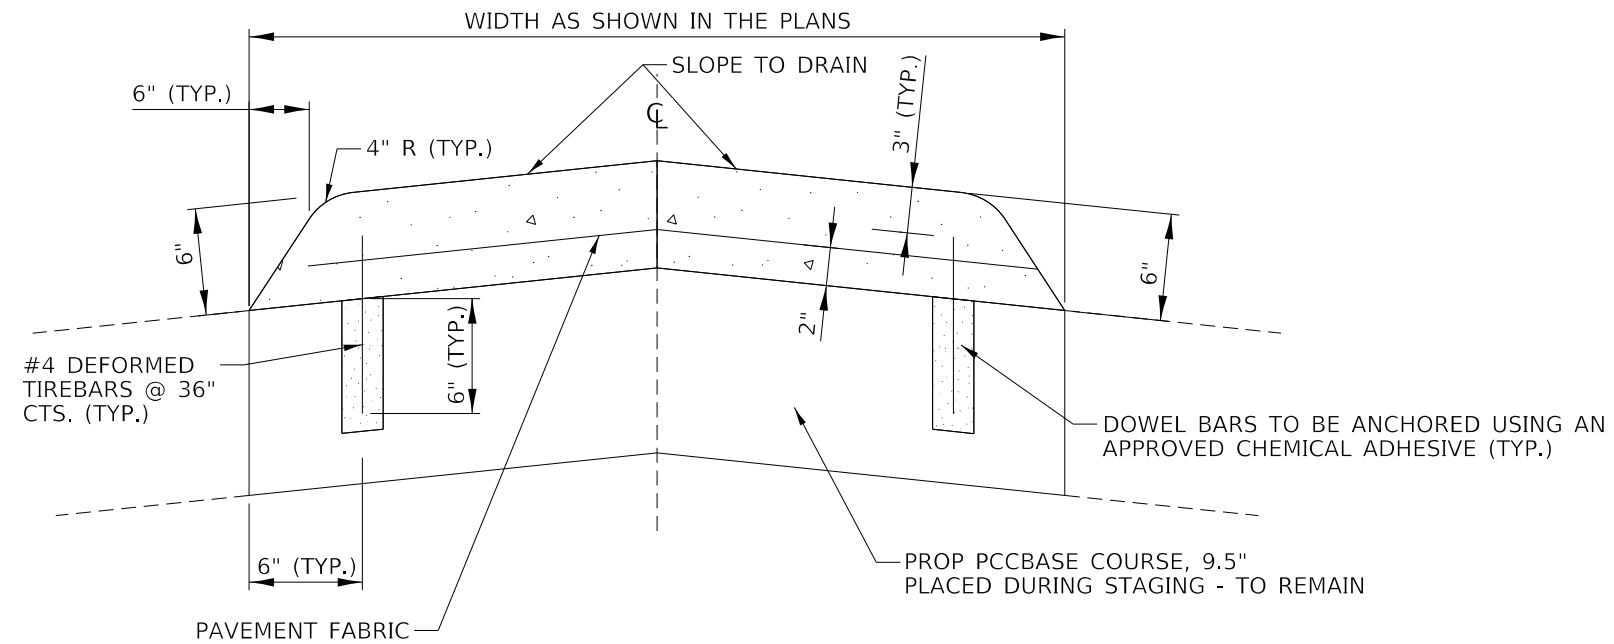 WIDTH AS SHOWN IN THE PLANS
SLOPE TO DRAIN
6" (TYP.)
3" (TYP.)
℄
4" R (TYP.)
6"
6"
2"
6" (TYP.)
#4 DEFORMED
TIREBARS @ 36"
CTS. (TYP.)
DOWEL BARS TO BE ANCHORED USING AN
APPROVED CHEMICAL ADHESIVE (TYP.)
6" (TYP.)
PROP PCCBASE COURSE, 9.5"
PLACED DURING STAGING - TO REMAIN
PAVEMENT FABRIC